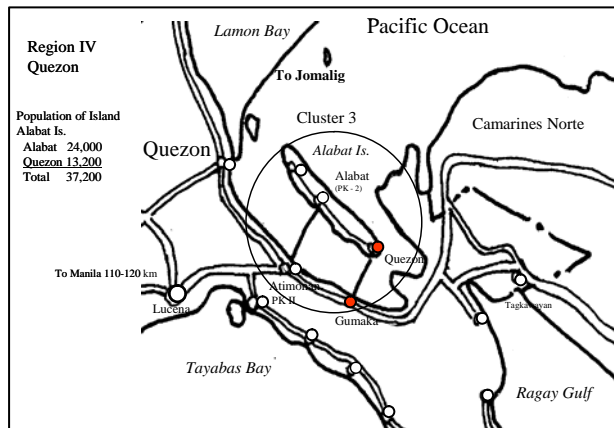 Region IV
Quezon
Lamon Bay
Pacific Ocean
To Jomalig
Population of Island
Alabat Is.
Alabat 24,000
Quezon 13,200
Total 37,200
Cluster 3
Camarines Norte
Quezon
Alabat Is.
Alabat
(PK - 2)
Quezon
To Manila 110-120 km
Atimonan
PK II
Lucena
Gumaka
Tagkawayan
Tayabas Bay
Ragay Gulf